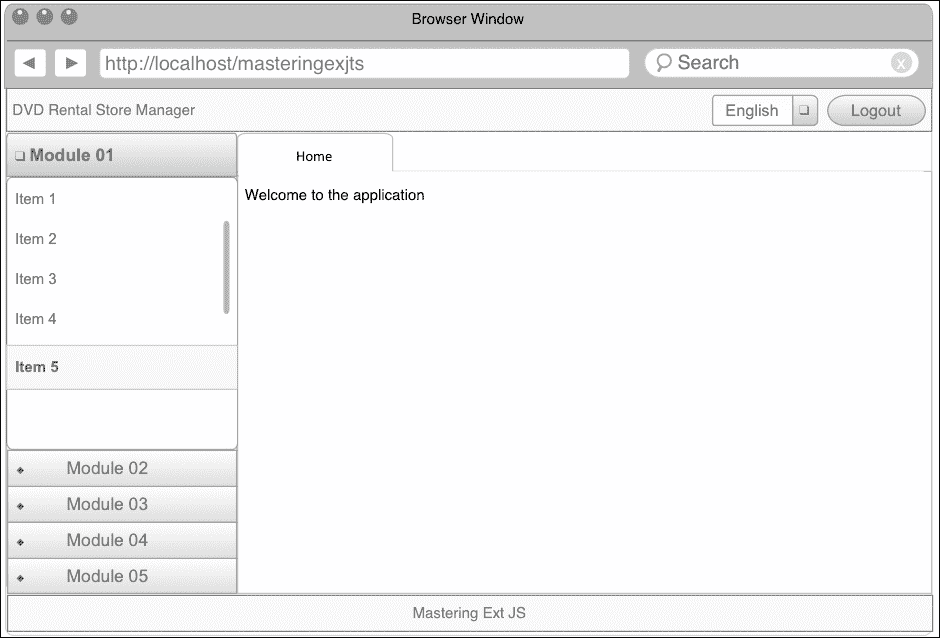 Browser Window
http://localhost/masteringexjts
Search
x
DVD Rental Store Manager
English
Logout
Module 01
Home
Item 1
Welcome to the application
Item 2
Item 3
Item 4
Item 5
Module 02
Module 03
Module 04
Module 05
Mastering Ext JS